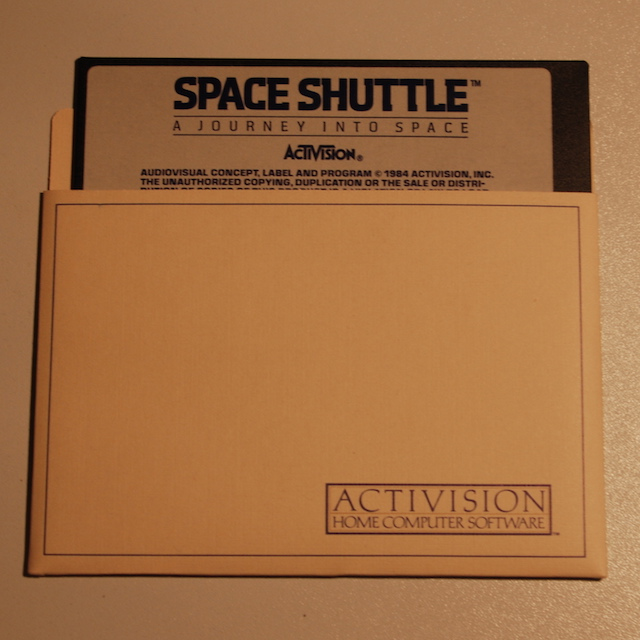 SPACE SHUTTLE™
A JOURNEY INTO SPACE
ACTIVISION®
AUDIOVISUAL CONCEPT, LABEL AND PROGRAM © 1984 ACTIVISION, INC.
THE UNAUTHORIZED COPYING, DUPLICATION OR THE SALE OR DISTRI-
ACTIVISION
HOME COMPUTER SOFTWARE™